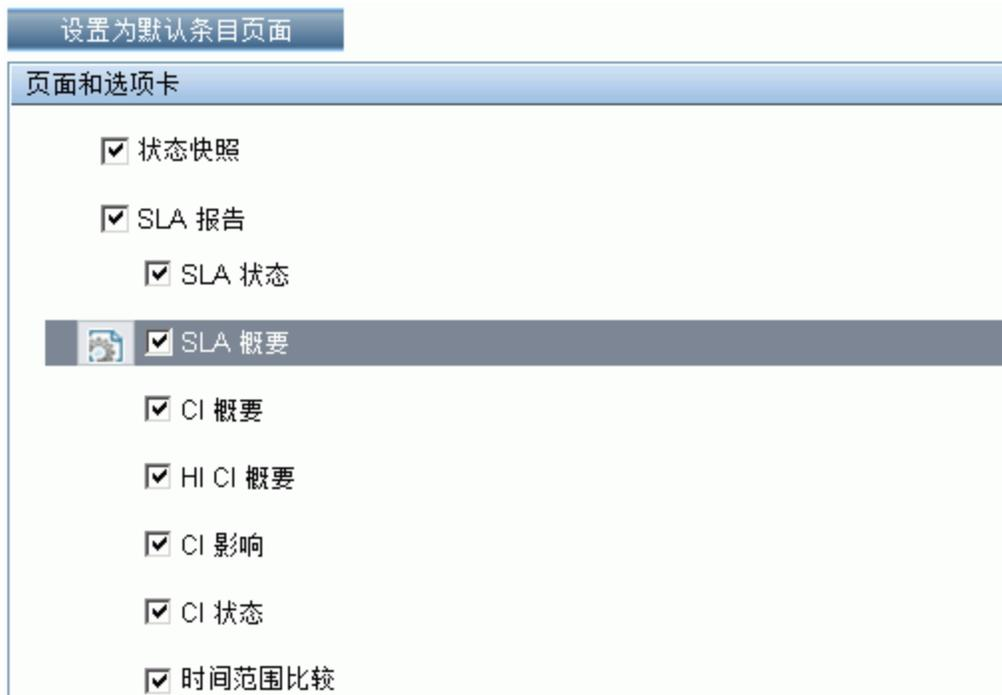 设置为默认条目页面
页面和选项卡
状态快照
SLA 报告
SLA 状态
SLA 概要
CI 概要
HI CI 概要
CI 影响
CI 状态
时间范围比较